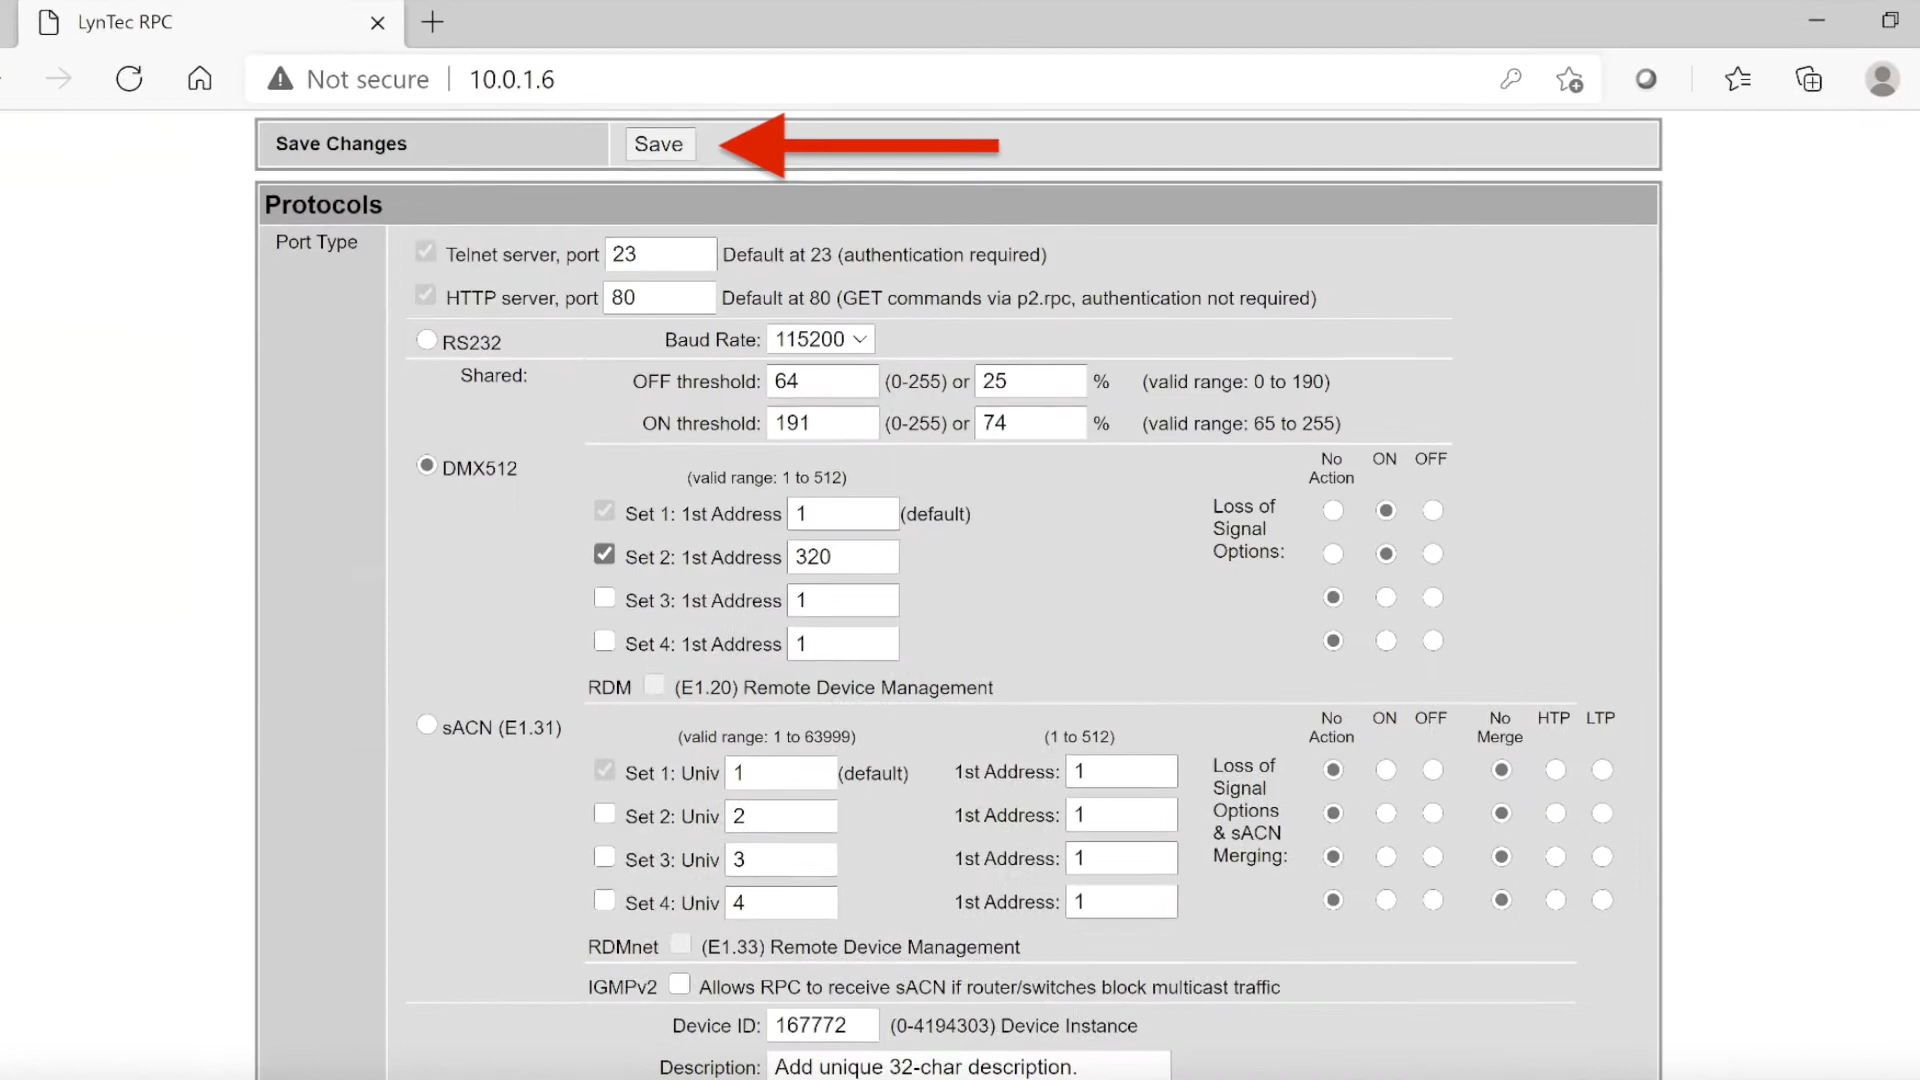 LynTec RPC
Not secure 10.0.1.6
Save Changes Save
Protocols
Port Type
Telnet server, port 23 Default at 23 (authentication required)
HTTP server, port 80 Default at 80 (GET commands via p2.rpc, authentication not required)
RS232 Baud Rate: 115200
Shared: OFF threshold: 64 (0-255) or 25 % (valid range: 0 to 190)
ON threshold: 191 (0-255) or 74 % (valid range: 65 to 255)
DMX512 (valid range: 1 to 512) No Action ON OFF
Set 1: 1st Address 1 (default)
Set 2: 1st Address 320
Set 3: 1st Address 1
Set 4: 1st Address 1
Loss of
Signal
Options:
RDM (E1.20) Remote Device Management
sACN (E1.31) (valid range: 1 to 63999) (1 to 512) No Action ON OFF No Merge HTP LTP
Set 1: Univ 1 (default) 1st Address: 1
Set 2: Univ 2 1st Address: 1
Set 3: Univ 3 1st Address: 1
Set 4: Univ 4 1st Address: 1
Loss of
Signal
Options
& sACN
Merging:
RDMnet (E1.33) Remote Device Management
IGMPv2 Allows RPC to receive sACN if router/switches block multicast traffic
Device ID: 167772 (0-4194303) Device Instance
Description: Add unique 32-char description.